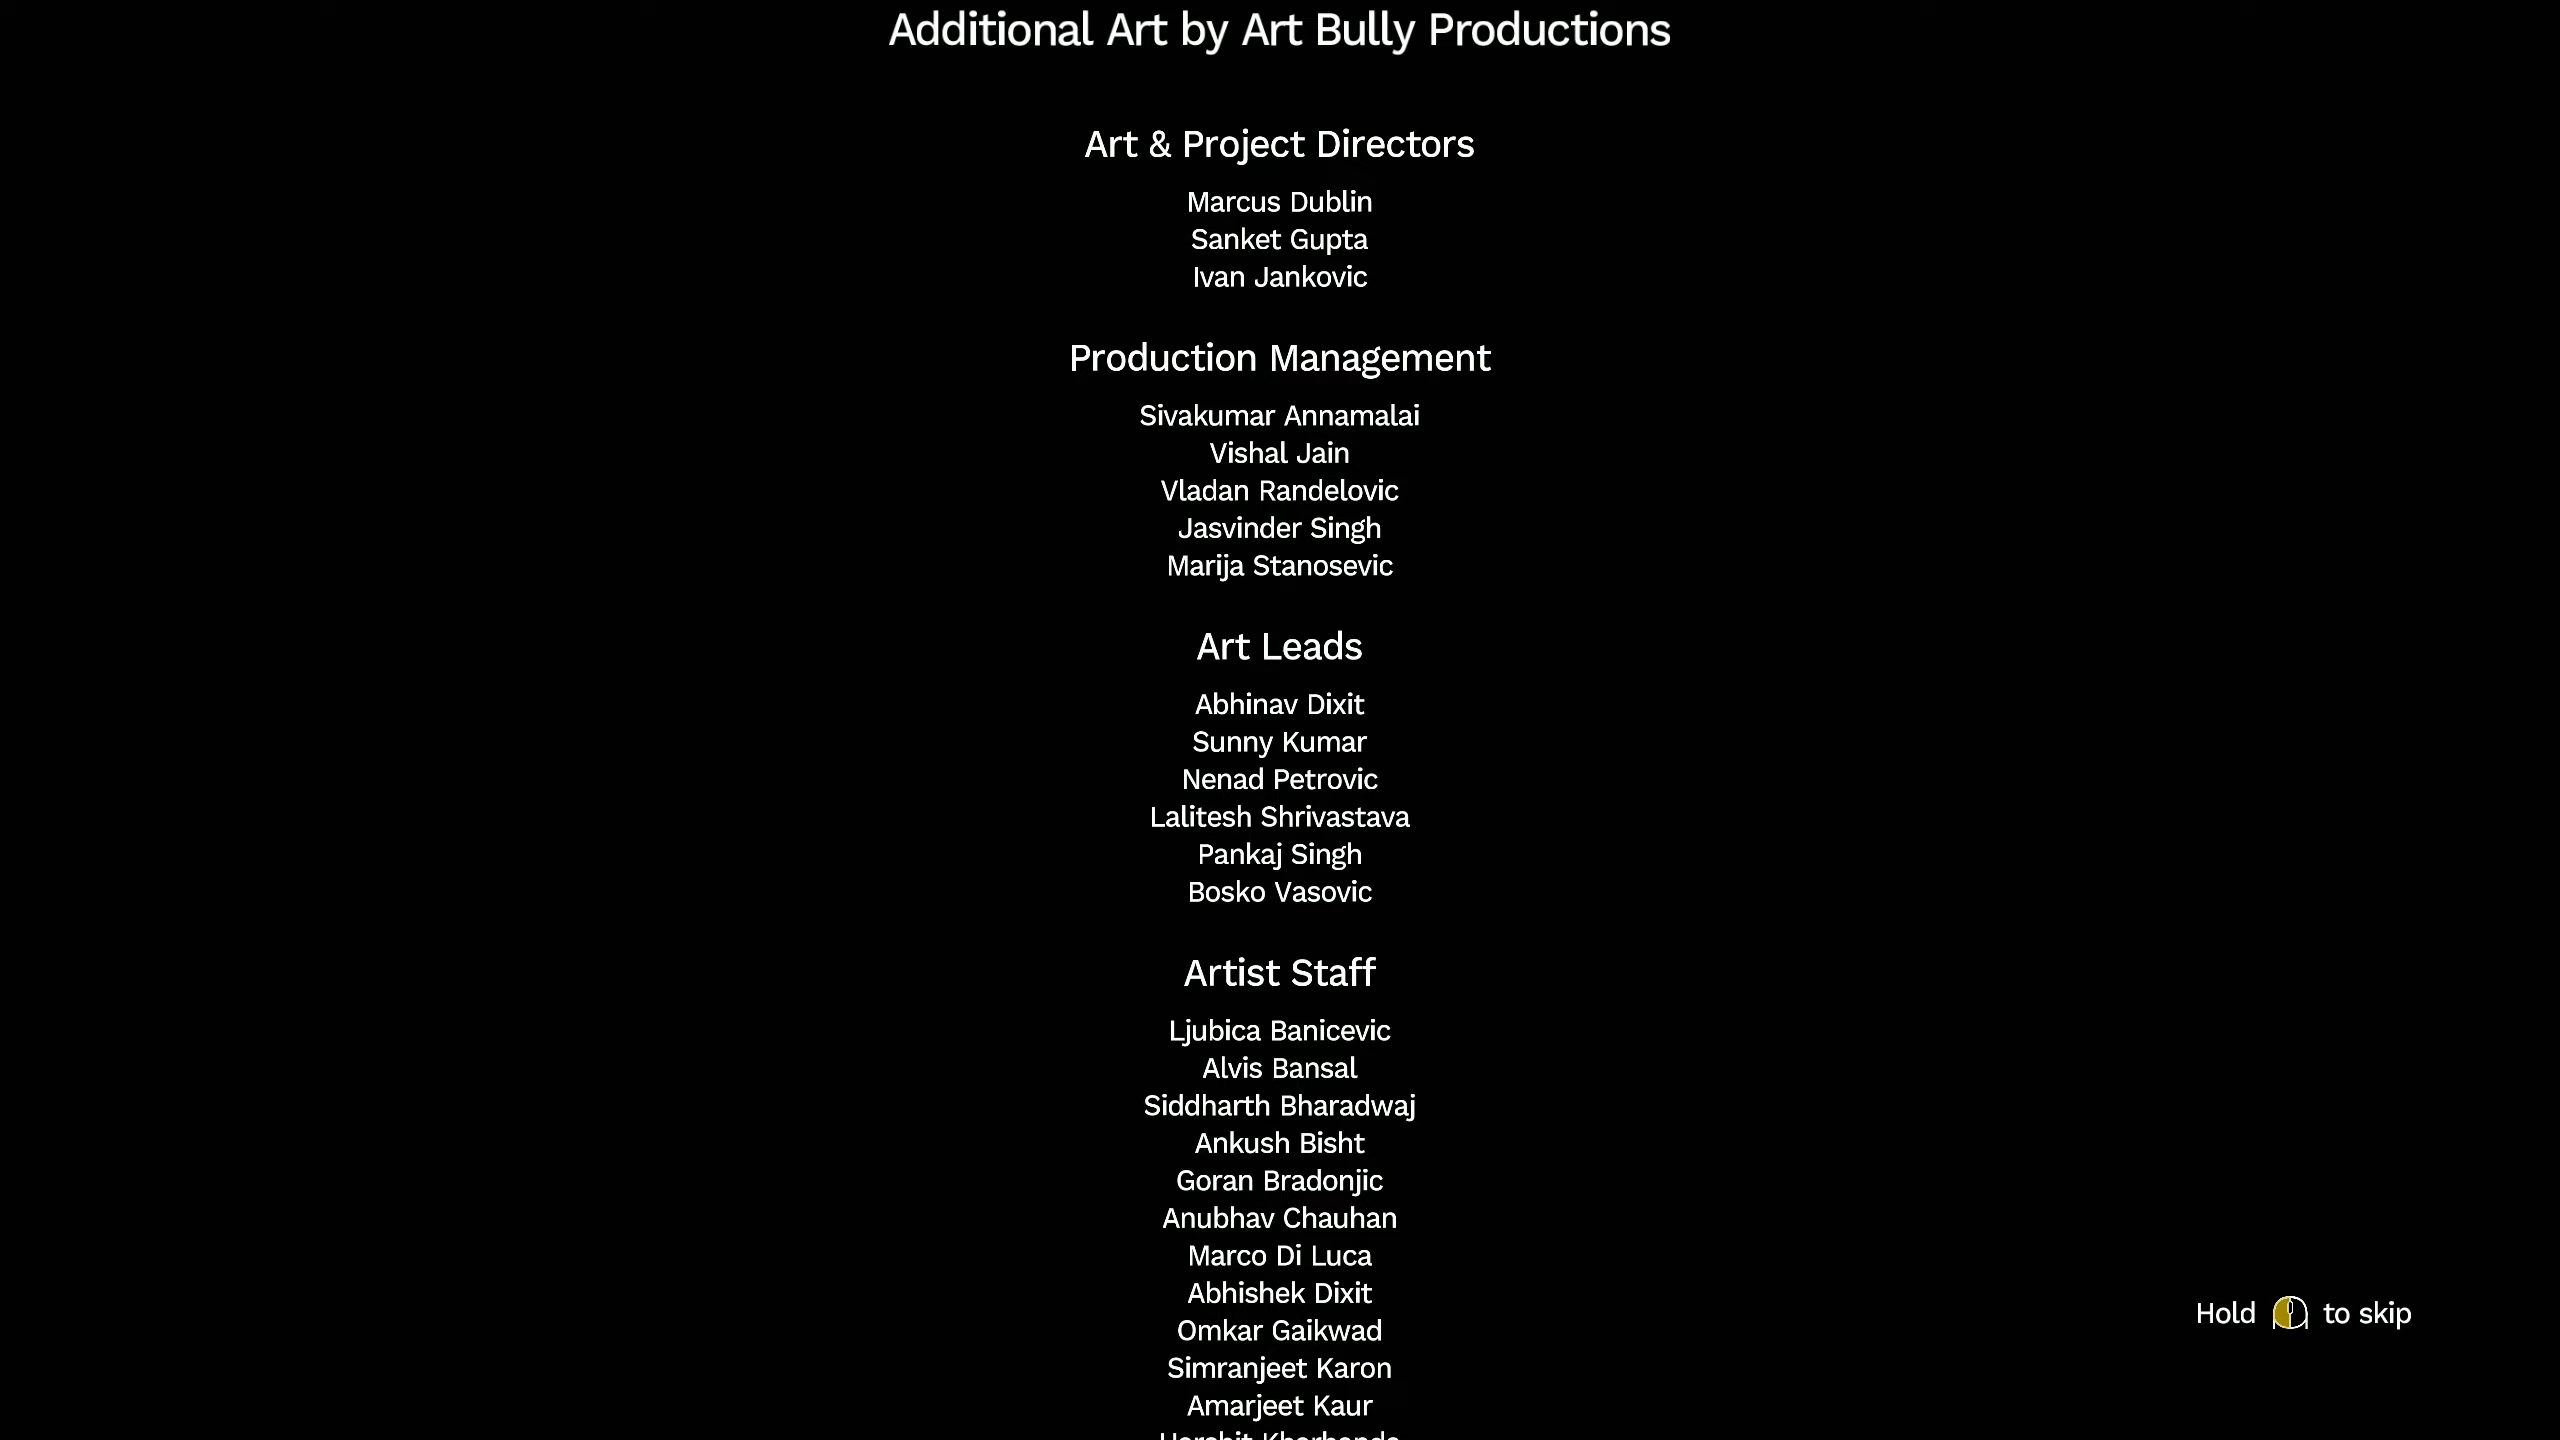 Additional Art by Art Bully Productions
Art & Project Directors
Marcus Dublin
Sanket Gupta
Ivan Jankovic
Production Management
Sivakumar Annamalai
Vishal Jain
Vladan Randelovic
Jasvinder Singh
Marija Stanosevic
Art Leads
Abhinav Dixit
Sunny Kumar
Nenad Petrovic
Lalitesh Shrivastava
Pankaj Singh
Bosko Vasovic
Artist Staff
Ljubica Banicevic
Alvis Bansal
Siddharth Bharadwaj
Ankush Bisht
Goran Bradonjic
Anubhav Chauhan
Marco Di Luca
Abhishek Dixit
Omkar Gaikwad
Hold to skip
Simranjeet Karon
Amarjeet Kaur